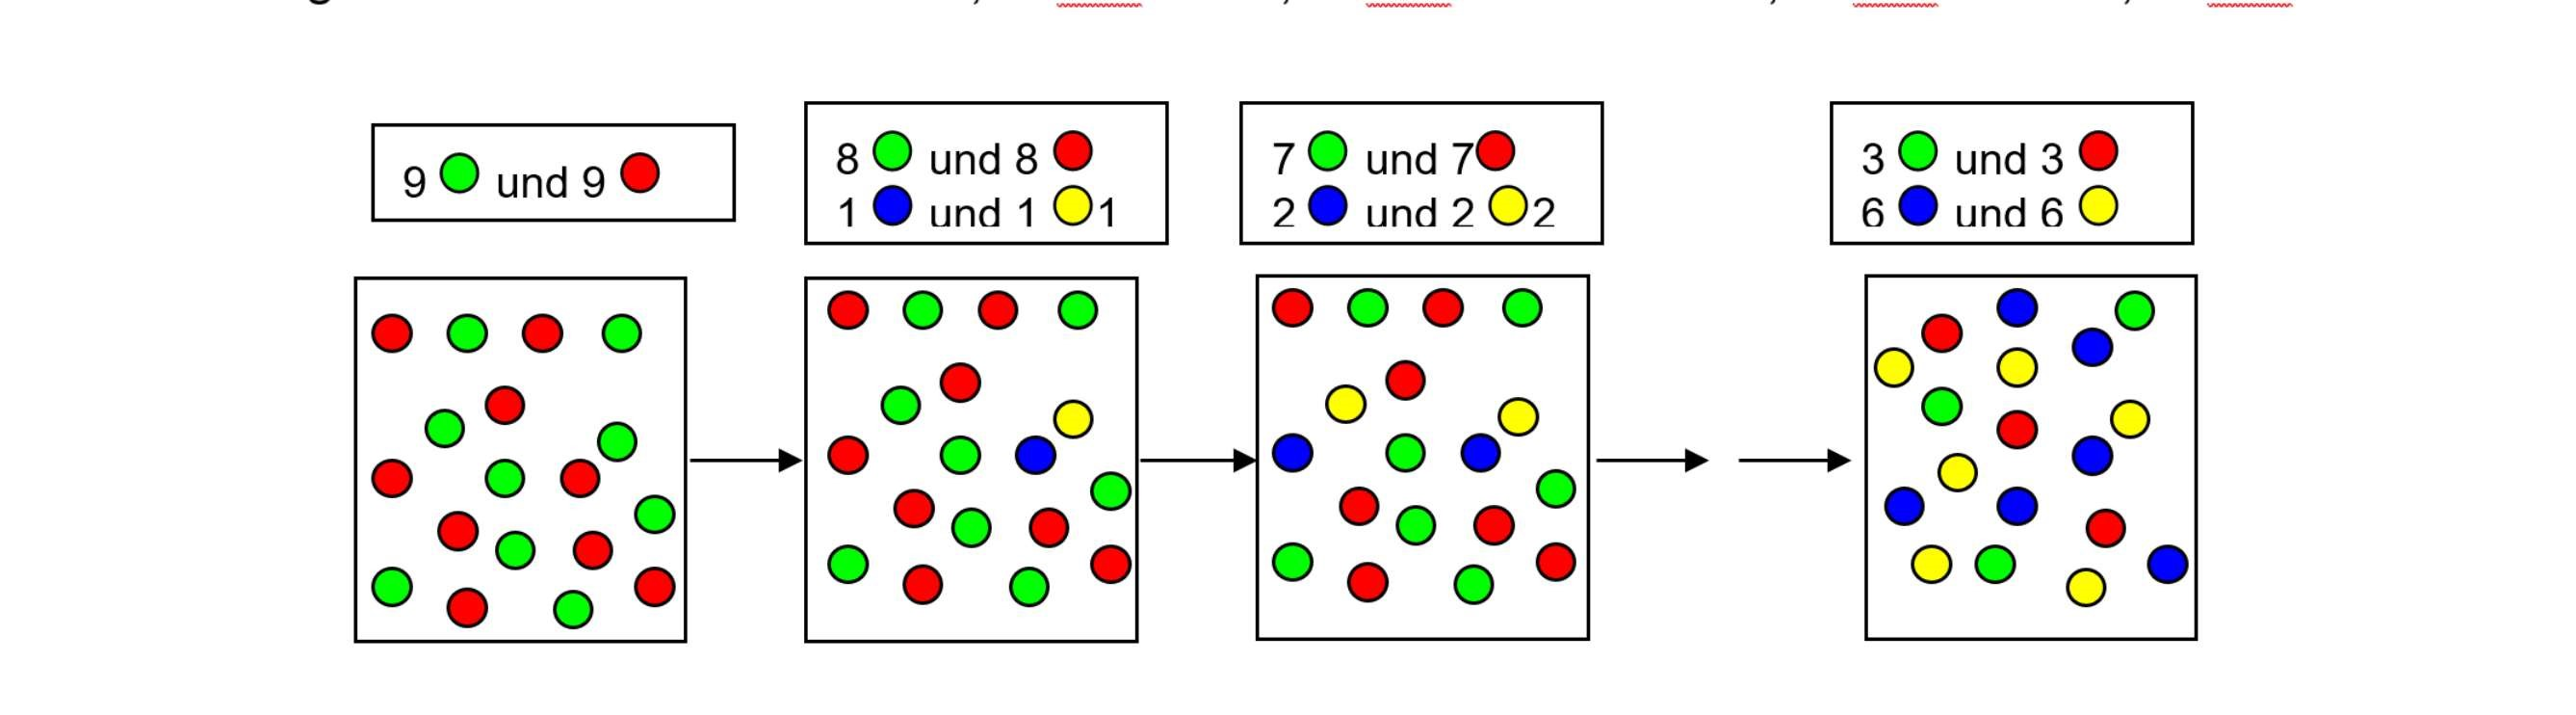 9 und 9
8 und 8
1 und 1 1
7 und 7
2 und 2 2
3 und 3
6 und 6